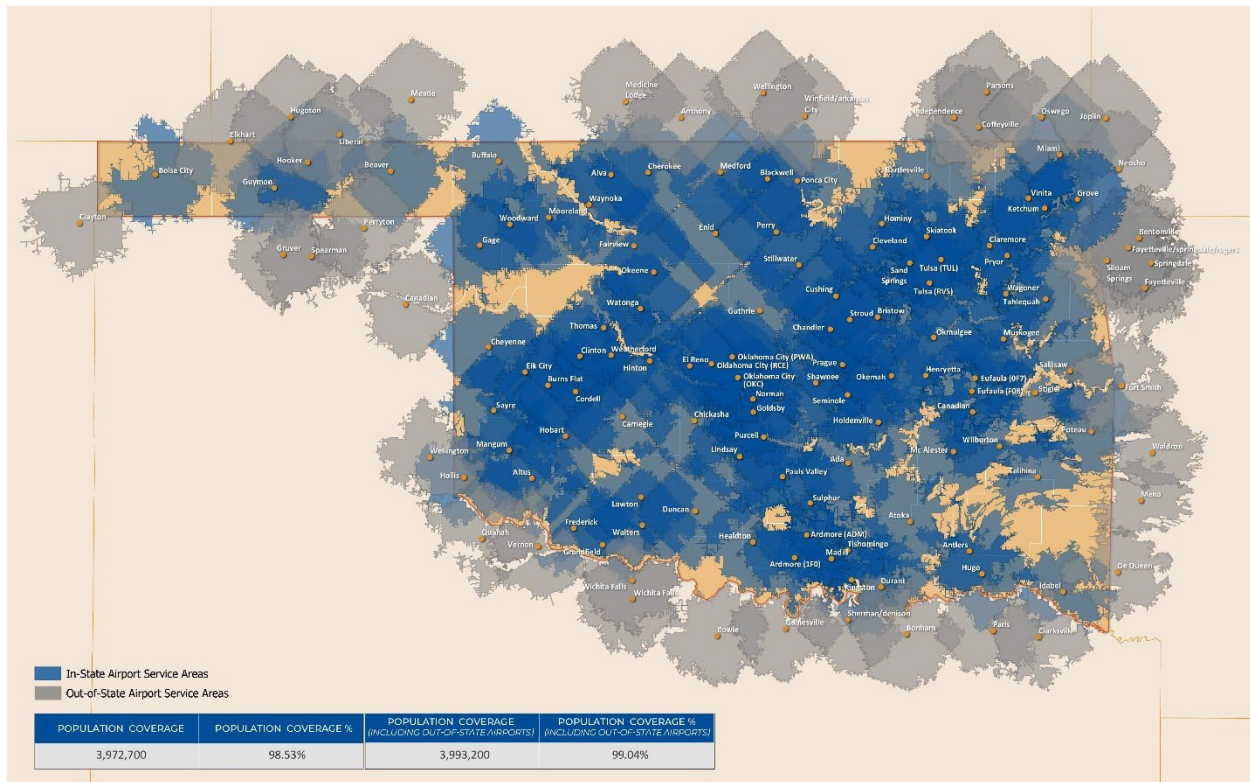 Meade
Medicine
Lodge
Wellington
Parsons
Hugoton
Anthony
Winfield/arkansas
City
Independence
Oswego
Joplin
Elkhart
Liberal
Coffeyville
Buffalo
Miami
Hooker
Cherokee
Medford
Neosho
Boise City
Beaver
Alva
Blackwell
Ponca City
Bartlesville
Guymon
Waynoka
Vinita
Grove
Ketchum
Clayton
Mooreland
Woodward
Hominy
Perryton
Enid
Perry
Skiatook
Bentonville
Gage
Fairview
Cleveland
Claremore
Fayetteville/springdale/rogers
Gruver
Spearman
Stillwater
Pryor
Siloam
Springs
Springdale
Okeene
Sand
Springs
Tulsa (TUL)
Fayetteville
Tulsa (RVS)
Wagoner
Canadian
Cushing
Tahlequah
Watonga
Guthrie
Stroud
Bristow
Thomas
Chandler
Okmulgee
Muskogee
Cheyenne
Clinton
Weatherford
El Reno
Oklahoma City (PWA)
Hinton
Oklahoma City (RCE)
Prague
Sallisaw
Elk City
Oklahoma City
(OKC)
Shawnee
Okemah
Henryetta
Eufaula (0F7)
Burns Flat
Fort Smith
Cordell
Norman
Seminole
Eufaula (F08)
Stigler
Sayre
Goldsby
Canadian
Carnegie
Chickasha
Holdenville
Hobart
Purcell
Poteau
Mangum
Wilburton
Waldron
Wellington
Lindsay
Ada
Mc Alester
Hollis
Altus
Pauls Valley
Talihina
Lawton
Sulphur
Mena
Duncan
Atoka
Frederick
Quanah
Walters
Healdton
Ardmore (ADM)
Vernon
Grandfield
Tishomingo
Antlers
Madill
Ardmore (1F0)
Hugo
De Queen
Wichita Falls
Kingston
Durant
Idabel
Wichita Falls
Sherman/denison
Bowie
Gainesville
Bonham
Paris
Clarksville
In-State Airport Service Areas
Out-of-State Airport Service Areas
POPULATION COVERAGE
POPULATION COVERAGE %
POPULATION COVERAGE
(INCLUDING OUT-OF-STATE AIRPORTS)
POPULATION COVERAGE %
(INCLUDING OUT-OF-STATE AIRPORTS)
3,972,700
98.53%
3,993,200
99.04%